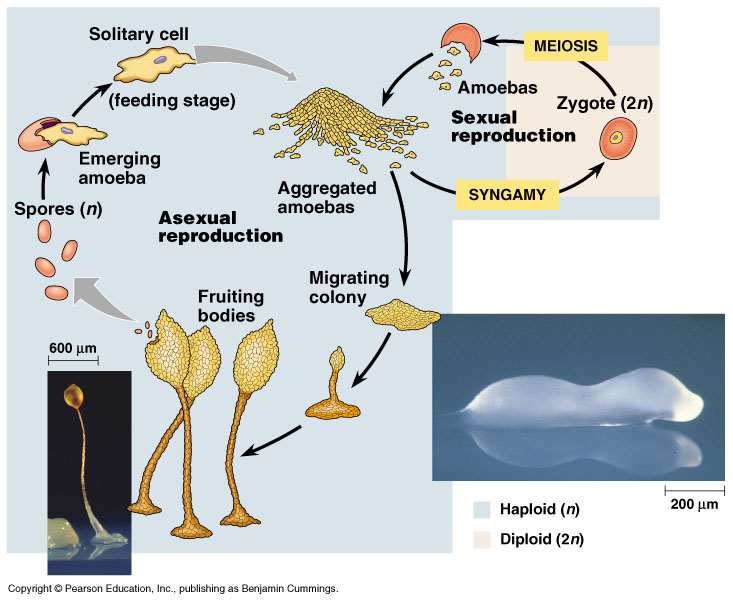 Solitary cell
(feeding stage)
MEIOSIS
Amoebas
Zygote (2n)
Sexual
reproduction
Emerging
amoeba
Aggregated
amoebas
SYNGAMY
Spores (n)
Asexual
reproduction
Migrating
colony
Fruiting
bodies
600 µm
200 µm
Haploid (n)
Diploid (2n)
Copyright © Pearson Education, Inc., publishing as Benjamin Cummings.